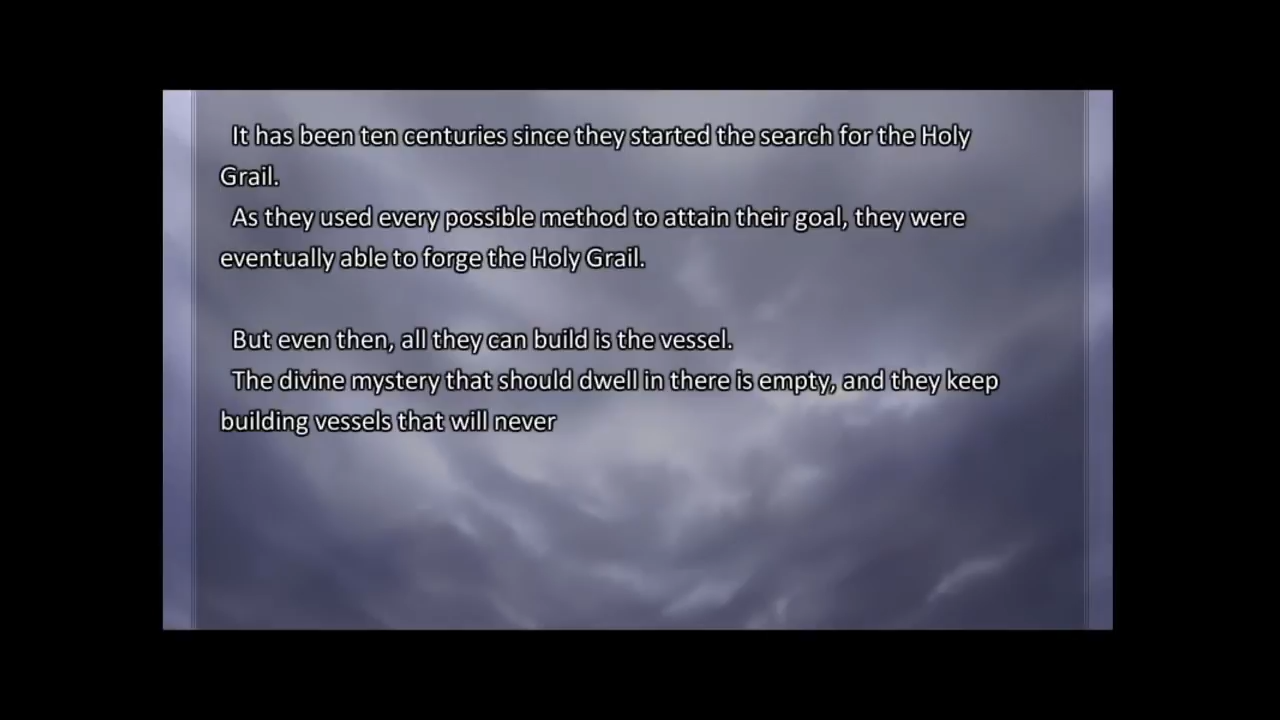 It has been ten centuries since they started the search for the Holy
Grail.
As they used every possible method to attain their goal, they were
eventually able to forge the Holy Grail.
But even then, all they can build is the vessel.
The divine mystery that should dwell in there is empty, and they keep
building vessels that will never